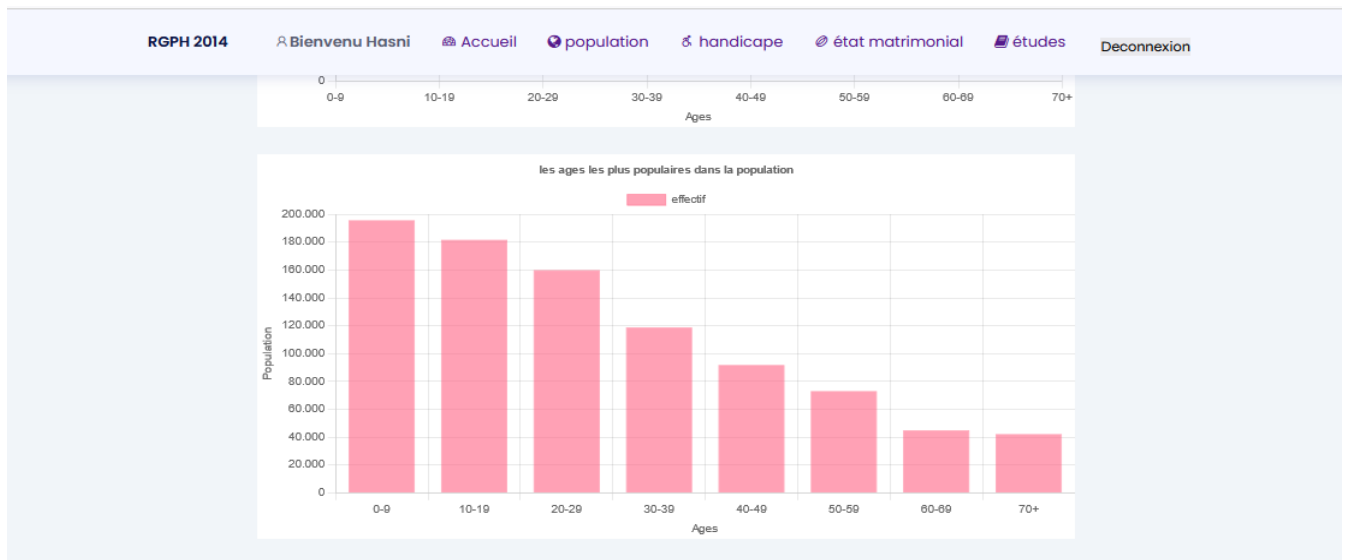 RGPH 2014 Bienvenu Hasni Accueil population handicape état matrimonial études Deconnexion
0
0-9 10-19 20-29 30-39 40-49 50-59 60-69 70+
Ages
les ages les plus populaires dans la population
effectif
200.000
180.000
160.000
140.000
120.000
100.000
80.000
60.000
40.000
20.000
0
Population
0-9 10-19 20-29 30-39 40-49 50-59 60-69 70+
Ages